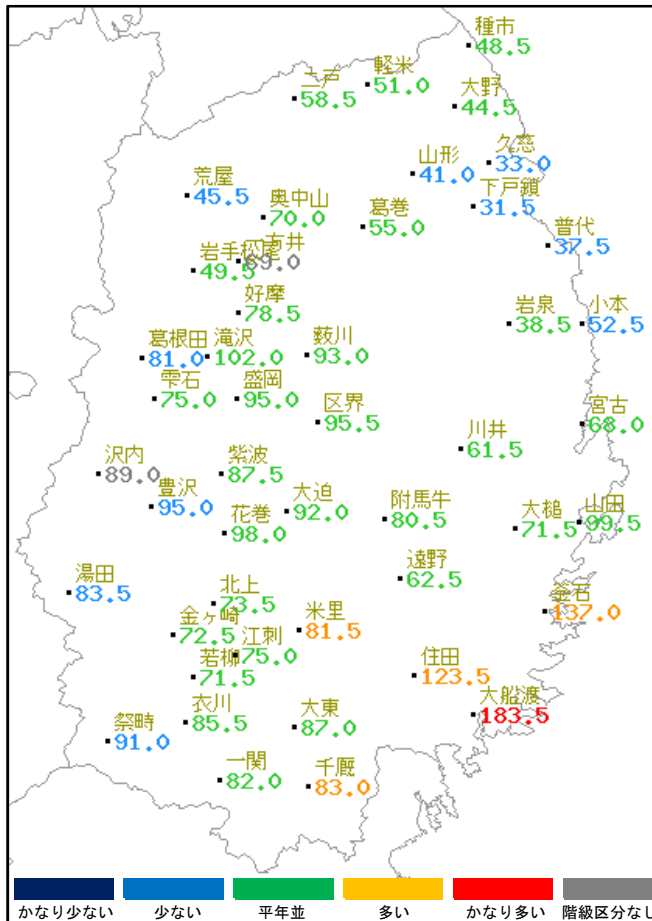 種市
48.5
軽米
51.0
二戸
58.5
大野
44.5
久慈
33.0
山形
41.0
荒屋
45.5
下戸鎖
31.5
奥中山
70.0
葛巻
55.0
普代
37.5
一方井
69.0
岩手松尾
49.5
好摩
78.5
岩泉
38.5
小本
52.5
葛根田
81.0
滝沢
102.0
薮川
93.0
雫石
75.0
盛岡
95.0
区界
95.5
宮古
68.0
川井
61.5
沢内
89.0
紫波
87.5
豊沢
95.0
大迫
92.0
附馬牛
80.5
山田
99.5
大槌
71.5
花巻
98.0
湯田
83.5
遠野
62.5
北上
73.5
釜石
137.0
金ヶ崎
72.5
米里
81.5
江刺
75.0
若柳
71.5
住田
123.5
大船渡
183.5
衣川
85.5
大東
87.0
祭畤
91.0
一関
82.0
千厩
83.0
かなり少ない
少ない
平年並
多い
かなり多い
階級区分なし